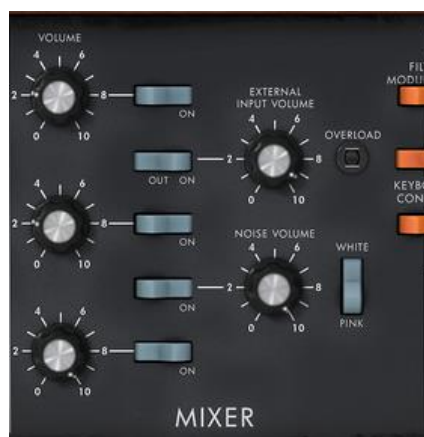 VOLUME
4 6
2 8
0 10
ON
EXTERNAL
INPUT VOLUME
4 6
2 8
0 10
OVERLOAD
OUT ON
4 6
2 8
0 10
ON
NOISE VOLUME
4 6
2 8
0 10
WHITE
PINK
ON
4 6
2 8
0 10
ON
MIXER